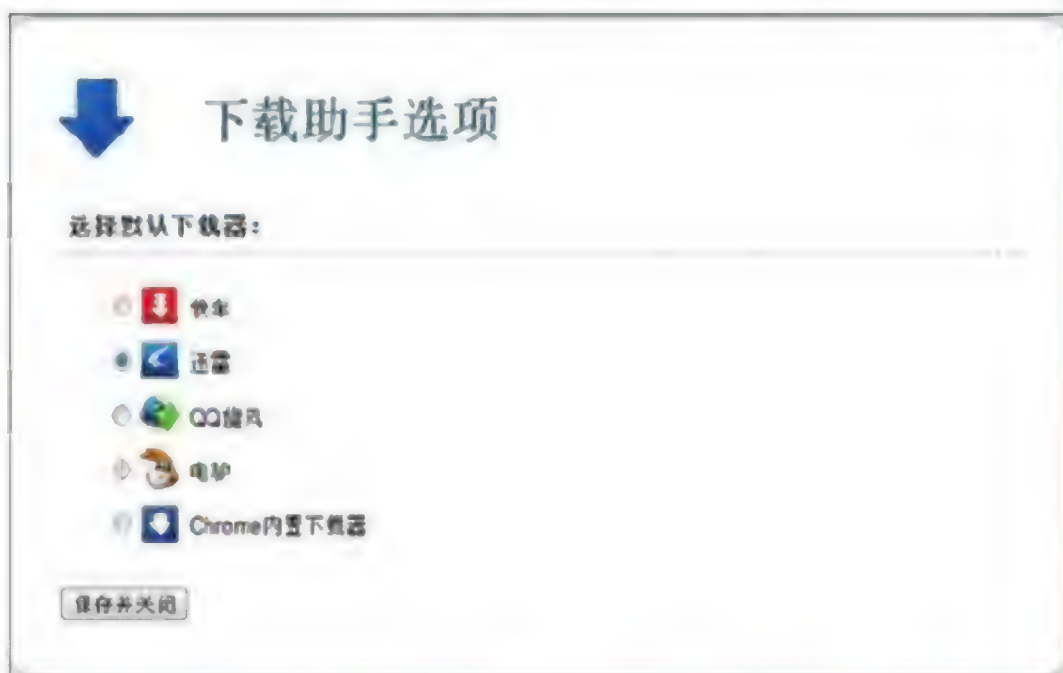 下载助手选项
选择默认下载器：
快车
迅雷
QQ旋风
电驴
Chrome内置下载器
保存并关闭